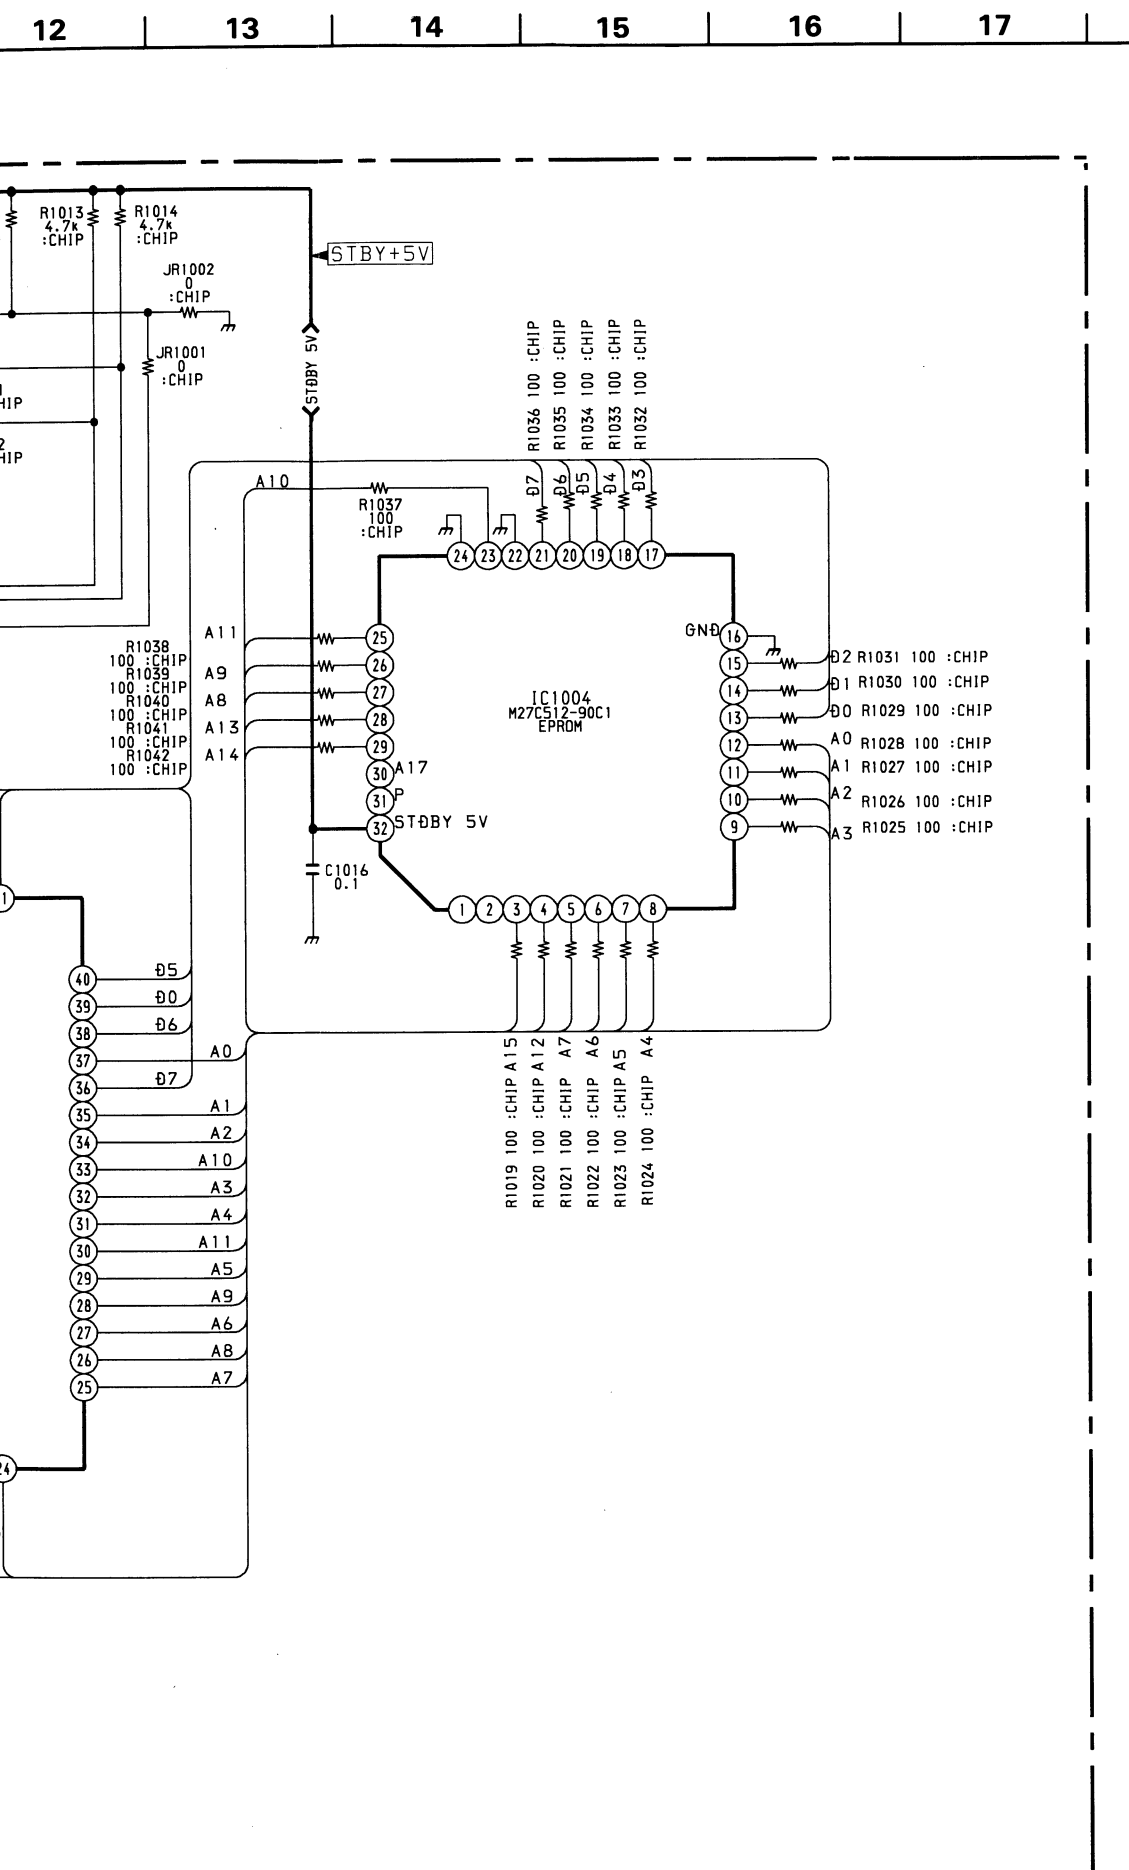 12 13 14 15 16 17
R1013
4.7k
:CHIP
R1014
4.7k
:CHIP
STBY+5V
JR1002
0
:CHIP
JR1001
0
:CHIP
STDBY 5V
HIP
2
HIP
R1036 100 :CHIP
R1035 100 :CHIP
R1034 100 :CHIP
R1033 100 :CHIP
R1032 100 :CHIP
D7 D6 D5 D4 D3
A10
R1037
100
:CHIP
24 23 22 21 20 19 18 17
A11
A9
A8
A13
A14
R1038
100 :CHIP
R1039
100 :CHIP
R1040
100 :CHIP
R1041
100 :CHIP
R1042
100 :CHIP
25
26
27
28
29
30 A17
31 P
32 STDBY 5V
IC1004
M27C512-90C1
EPROM
GND 16
15 D2 R1031 100 :CHIP
14 D1 R1030 100 :CHIP
13 D0 R1029 100 :CHIP
12 A0 R1028 100 :CHIP
11 A1 R1027 100 :CHIP
10 A2 R1026 100 :CHIP
9 A3 R1025 100 :CHIP
C1016
0.1
1 2 3 4 5 6 7 8
R1019 100 :CHIP A15
R1020 100 :CHIP A12
R1021 100 :CHIP A7
R1022 100 :CHIP A6
R1023 100 :CHIP A5
R1024 100 :CHIP A4
1
40 D5
39 D0
38 D6
37 A0
36 D7
35 A1
34 A2
33 A10
32 A3
31 A4
30 A11
29 A5
28 A9
27 A6
26 A8
25 A7
24